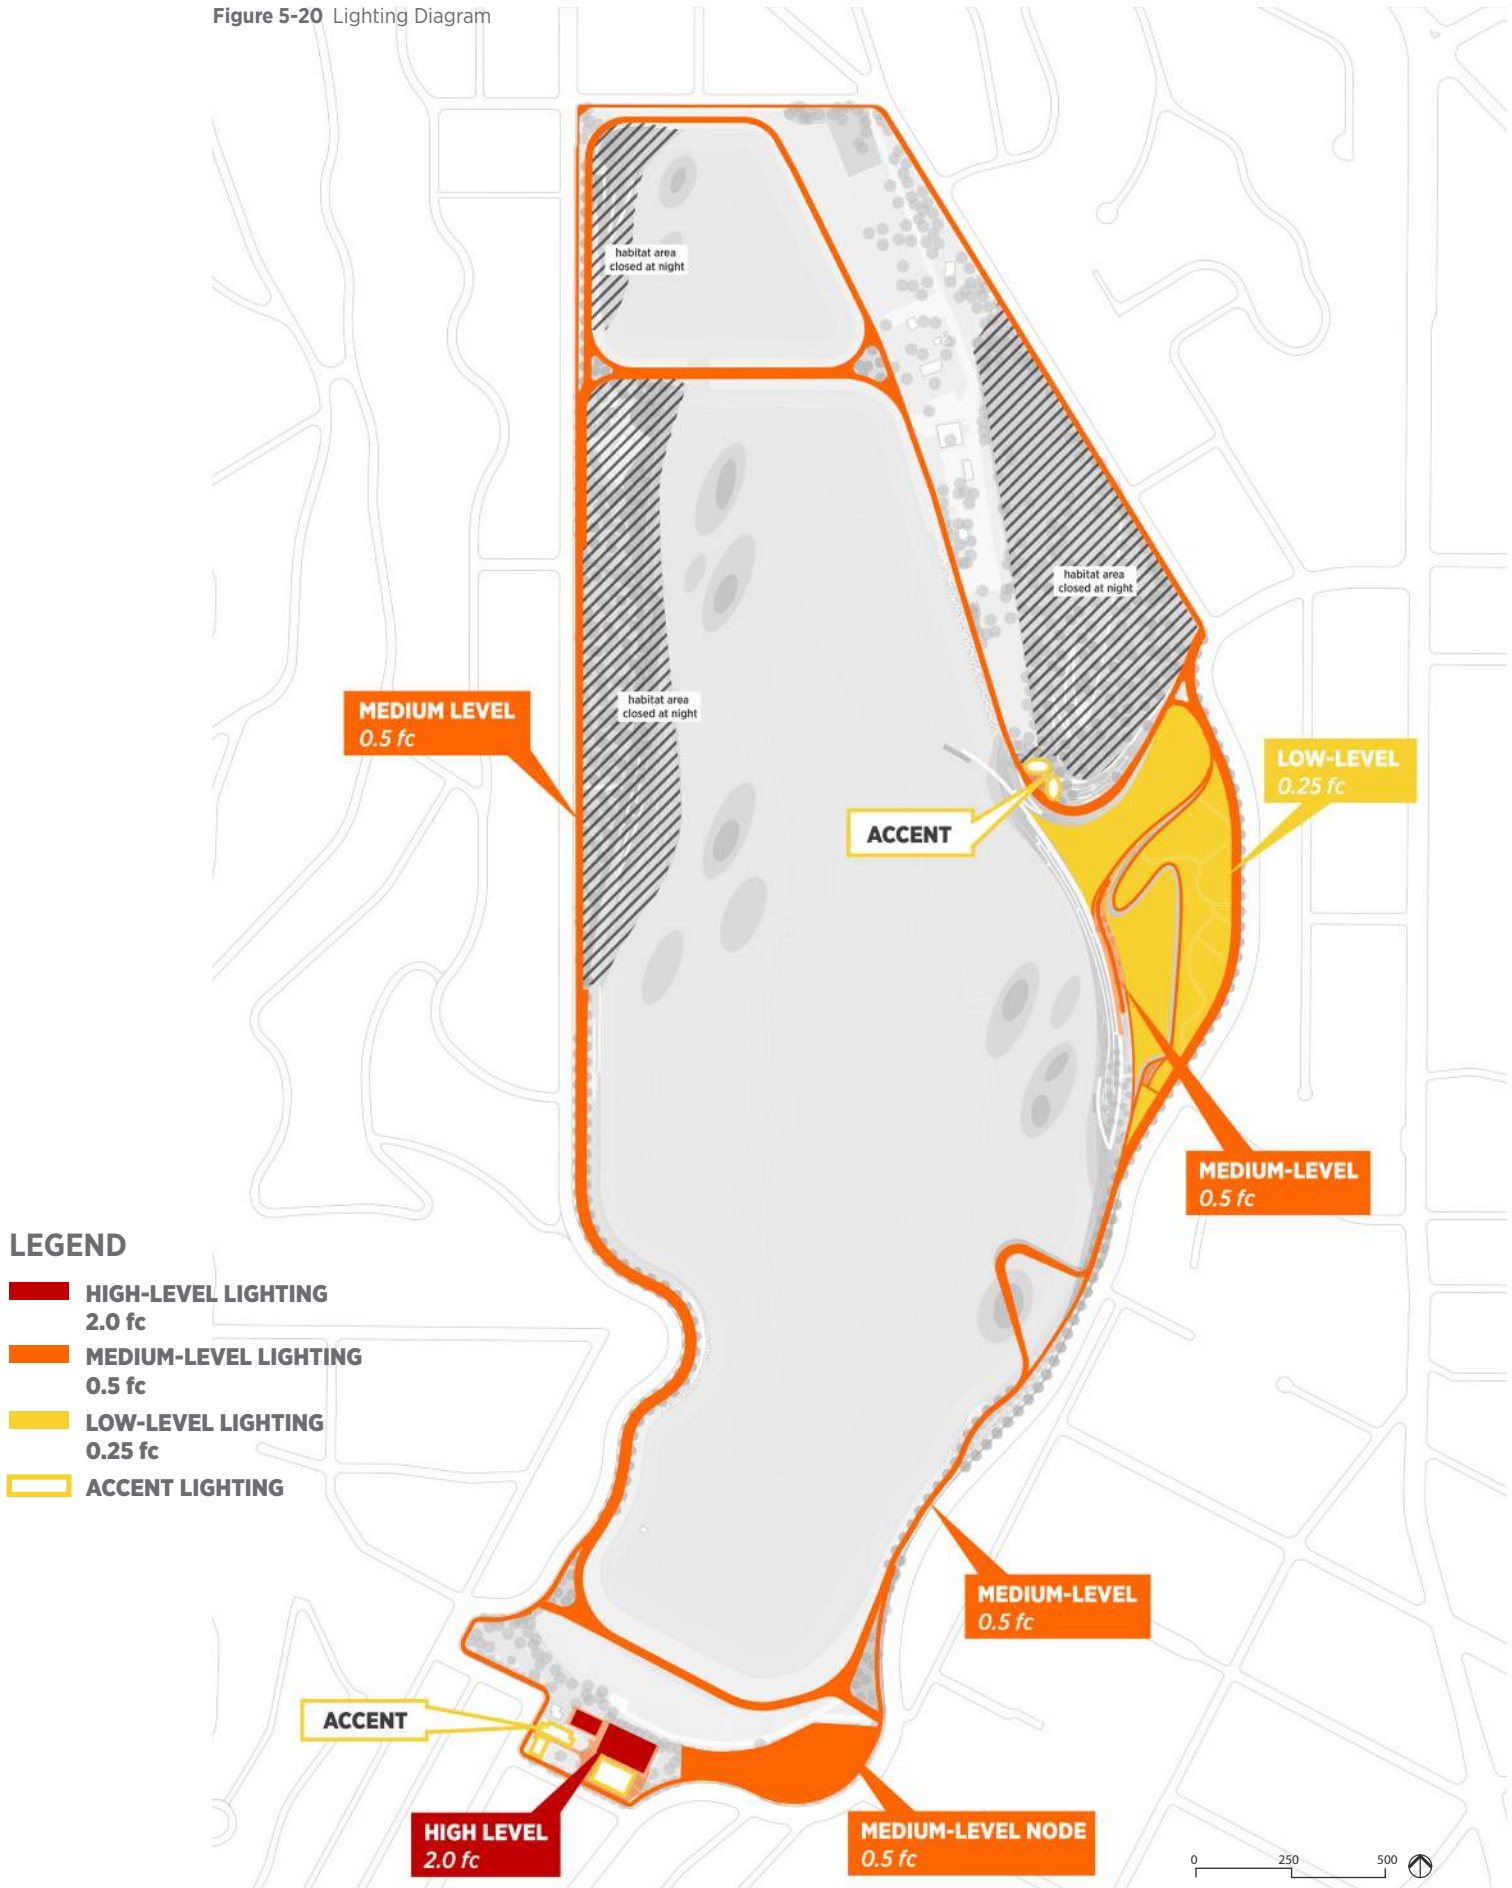 Figure 5-20 Lighting Diagram
habitat area
closed at night
habitat area
closed at night
habitat area
closed at night
MEDIUM LEVEL
0.5 fc
LOW-LEVEL
0.25 fc
ACCENT
MEDIUM-LEVEL
0.5 fc
LEGEND
HIGH-LEVEL LIGHTING
2.0 fc
MEDIUM-LEVEL LIGHTING
0.5 fc
LOW-LEVEL LIGHTING
0.25 fc
ACCENT LIGHTING
MEDIUM-LEVEL
0.5 fc
ACCENT
HIGH LEVEL
2.0 fc
MEDIUM-LEVEL NODE
0.5 fc
0 250 500